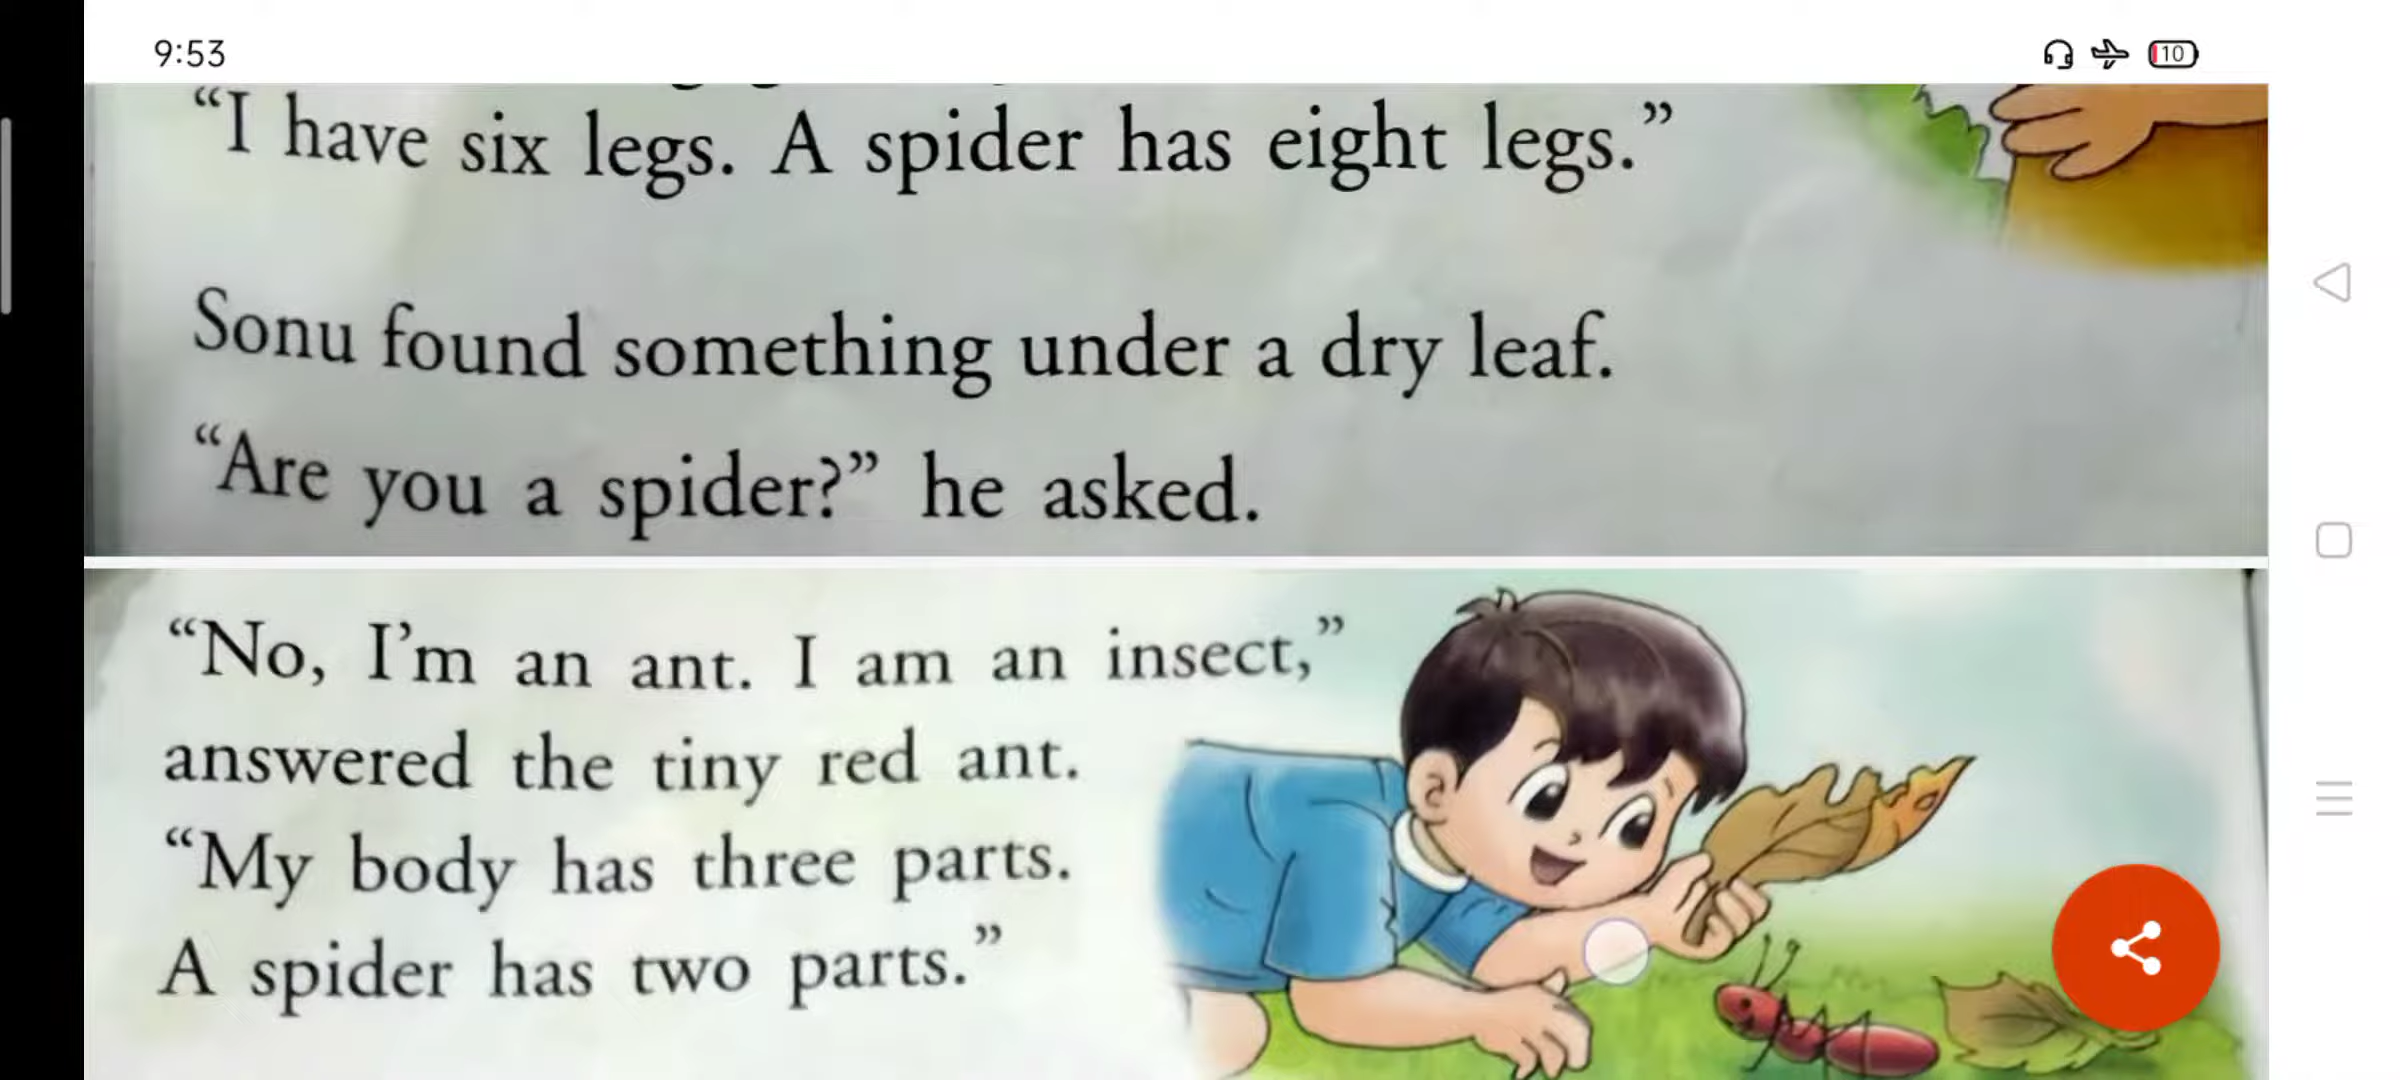 9:53
10
“I have six legs. A spider has eight legs.”
Sonu found something under a dry leaf.
“Are you a spider?” he asked.
“No, I’m an ant. I am an insect,”
answered the tiny red ant.
“My body has three parts.
A spider has two parts.”